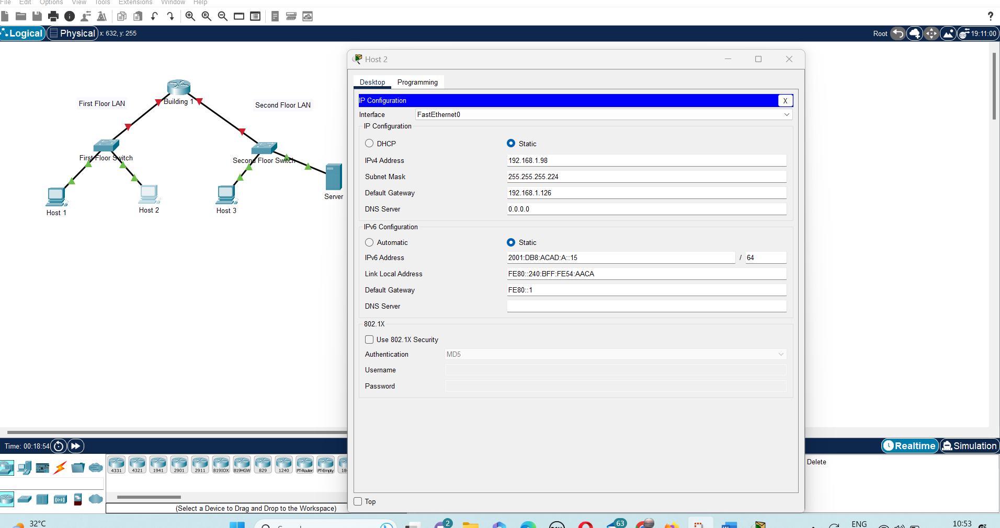 File Edit Options View Tools Extensions Window Help
?
Logical Physical x: 632, y: 255 Root 19:11:00
Host 2
Desktop Programming
IP Configuration X
Interface FastEthernet0
IP Configuration
DHCP Static
IPv4 Address 192.168.1.98
Subnet Mask 255.255.255.224
Default Gateway 192.168.1.126
DNS Server 0.0.0.0
IPv6 Configuration
Automatic Static
IPv6 Address 2001:DB8:ACAD:A::15 / 64
Link Local Address FE80::240:BFF:FE54:AACA
Default Gateway FE80::1
DNS Server
802.1X
Use 802.1X Security
Authentication MD5
Username
Password
Top
Building 1
First Floor LAN
Second Floor LAN
First Floor Switch
Second Floor Switch
Server
Host 1
Host 2
Host 3
Time: 00:18:54 Realtime Simulation
4331 4321 1941 2901 2911 819IOX 819HGW 829 1240 PT-Router PT-Empty 18
Delete
(Select a Device to Drag and Drop to the Workspace)
32°C 2 63 ENG 10:53